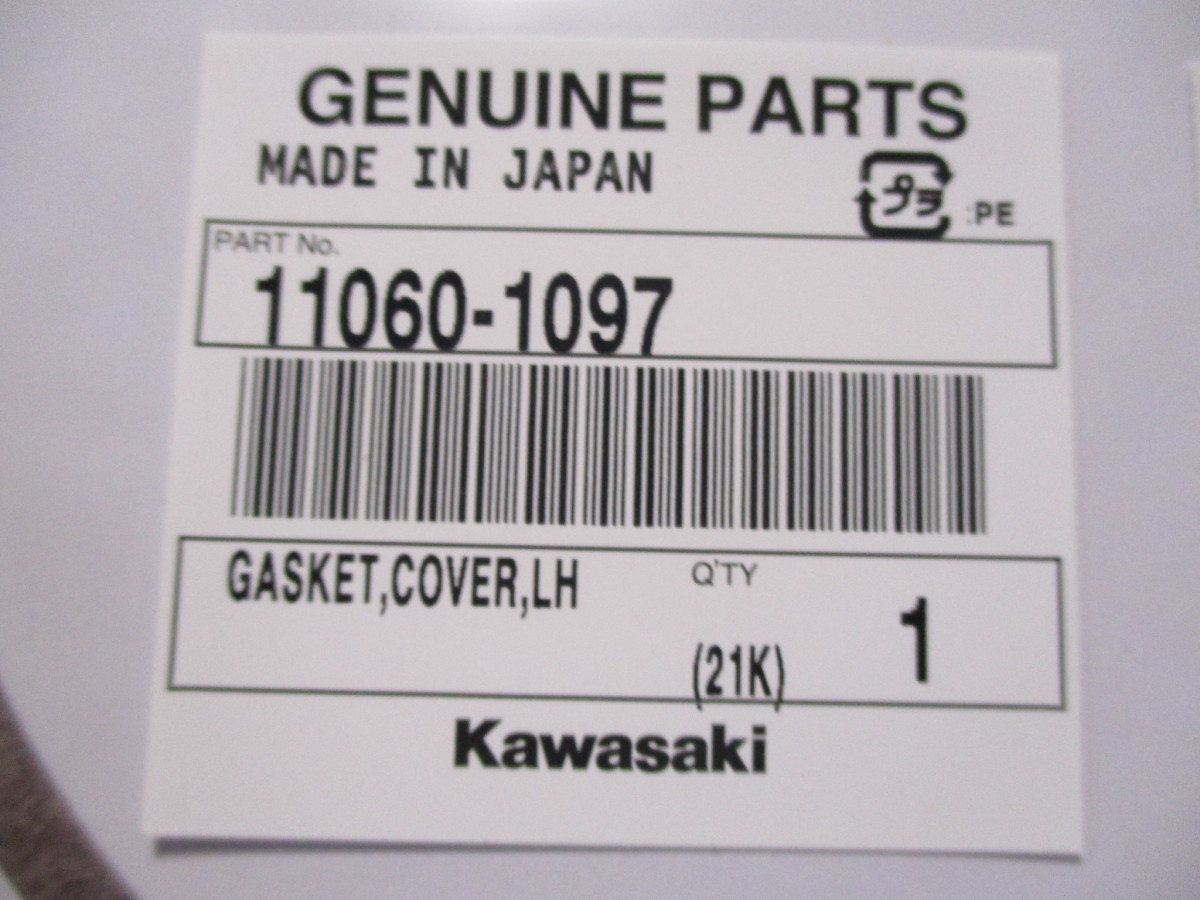 GENUINE PARTS
MADE IN JAPAN
プラ :PE
PART No.
11060-1097
GASKET,COVER,LH
Q'TY
(21K) 1
Kawasaki